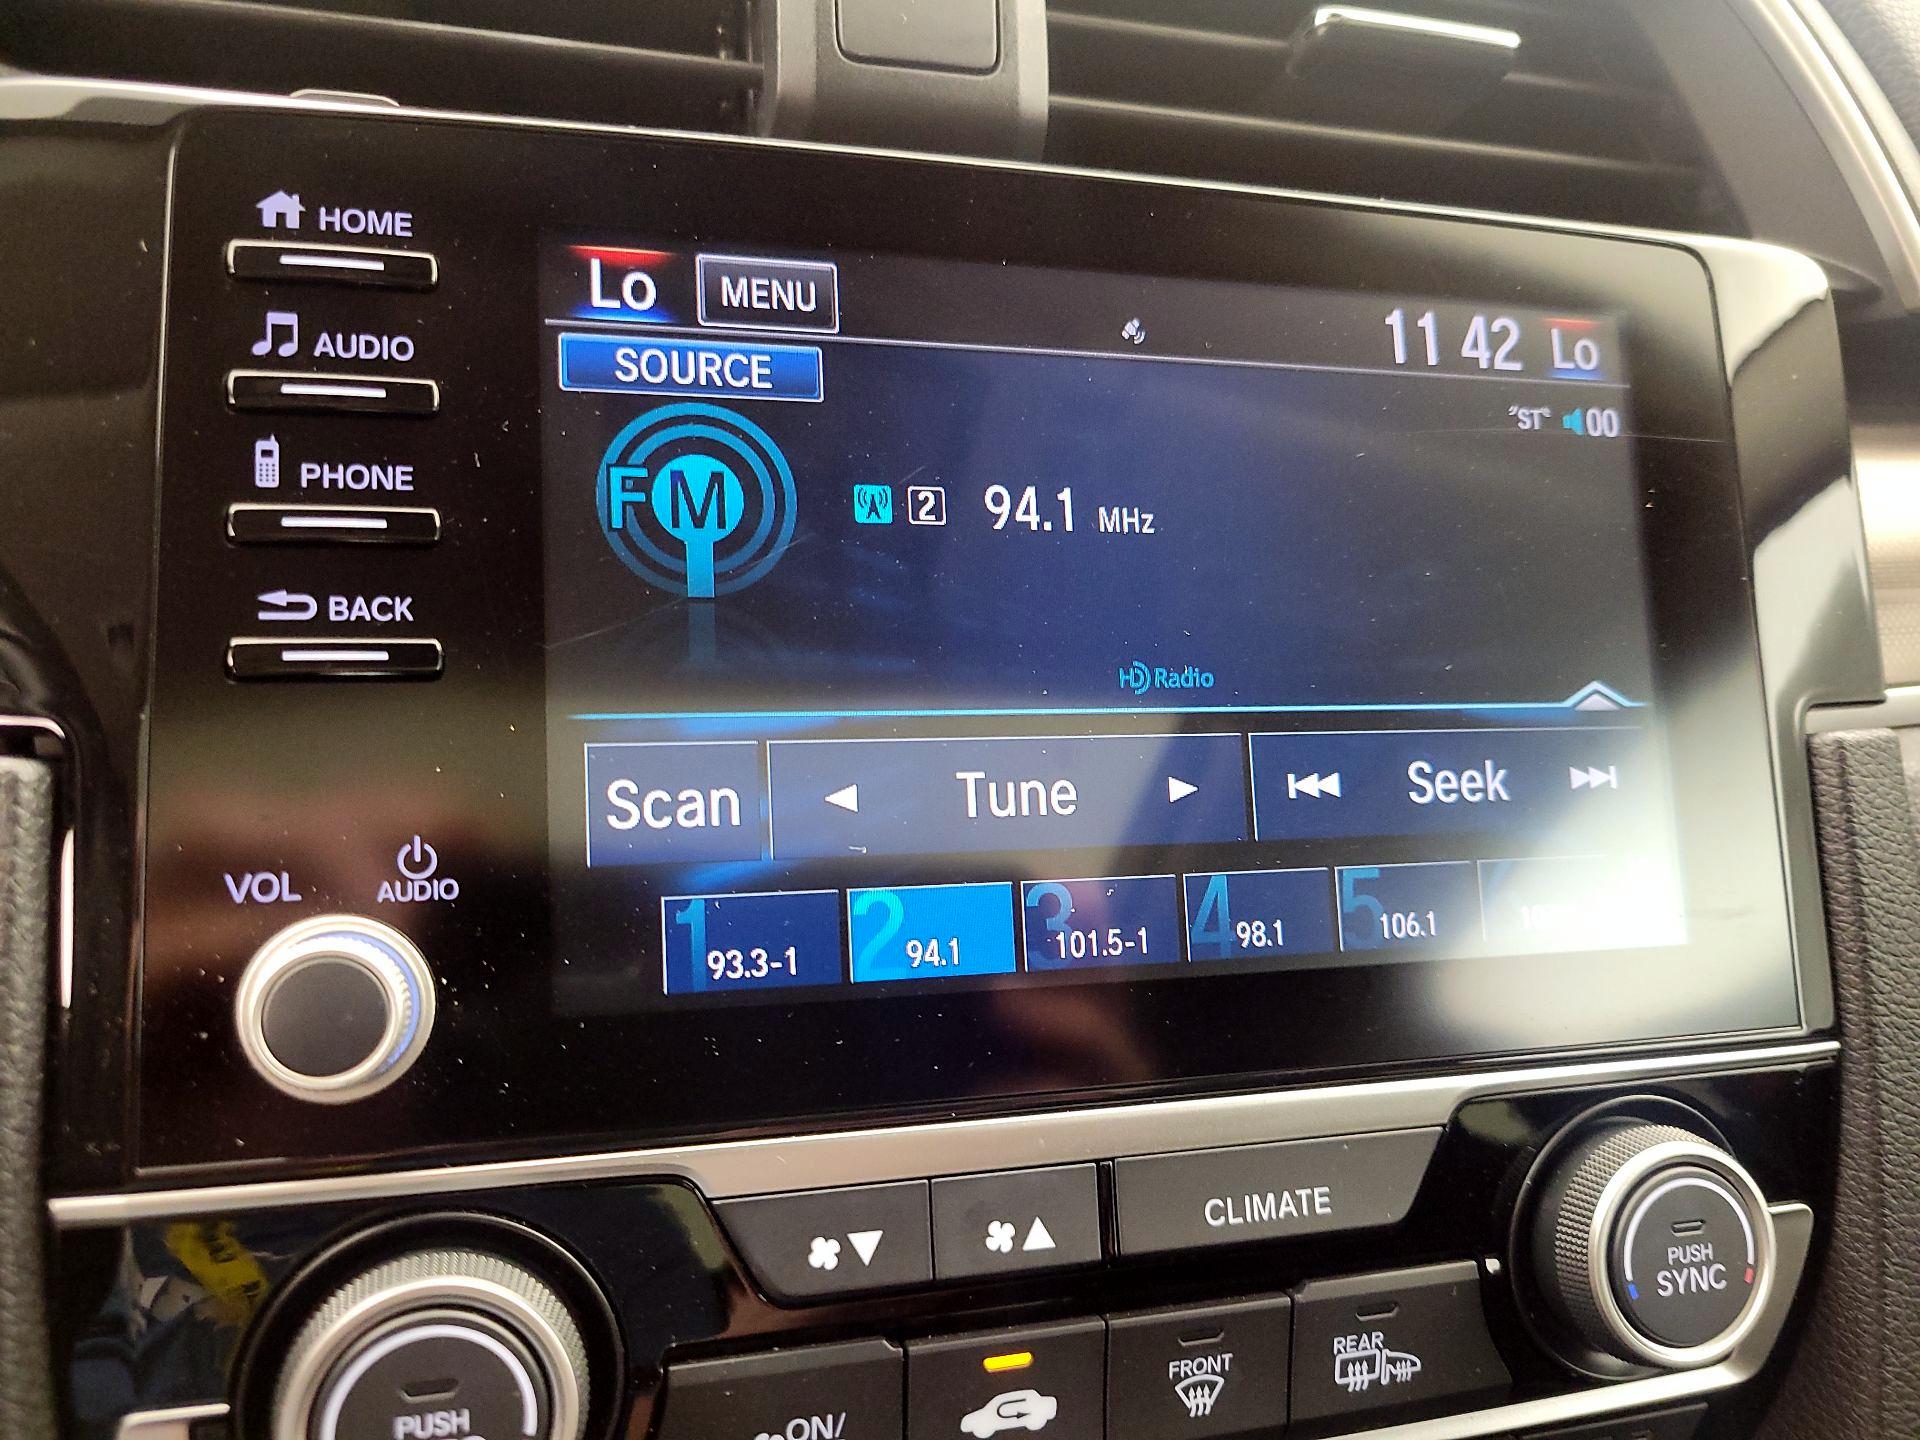 HOME
AUDIO
PHONE
BACK
VOL
AUDIO
Lo MENU 11 42 Lo
SOURCE
"ST" 00
FM 2 94.1 MHz
HD Radio
Scan Tune Seek
1 93.3-1
2 94.1
3 101.5-1
4 98.1
5 106.1
CLIMATE
PUSH
SYNC
FRONT
REAR
PUSH
ON/